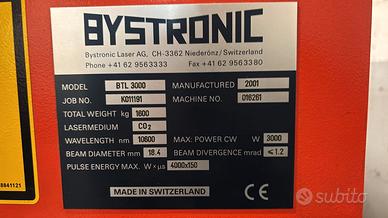 BYSTRONIC
Bystronic Laser AG, CH-3362 Niederönz/Switzerland
Phone +41 62 9563333 Fax +41 62 9563380
MODEL BTL 3000 MANUFACTURED 2001
JOB NO. K011191 MACHINE NO. 016261
TOTAL WEIGHT kg 1600
LASERMEDIUM CO2
WAVELENGTH nm 10600 MAX: POWER CW W 3000
BEAM DIAMETER mm 18.4 BEAM DIVERGENCE mrad ≤1.2
PULSE ENERGY MAX. W×µs 4000x150
MADE IN SWITZERLAND CE
8841121
subito